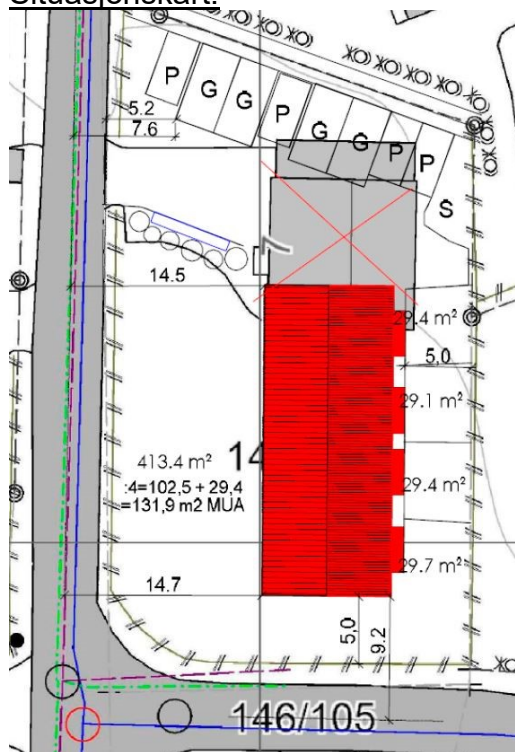 Situasjonskart:
P
G
G
P
G
G
P
P
S
5.2
7.6
7
14.5
29.4 m²
5,0
29.1 m²
413.4 m² 14
:4=102,5 + 29,4
=131,9 m2 MUA
29.4 m²
29.7 m²
14.7
5,0
9.2
146/105